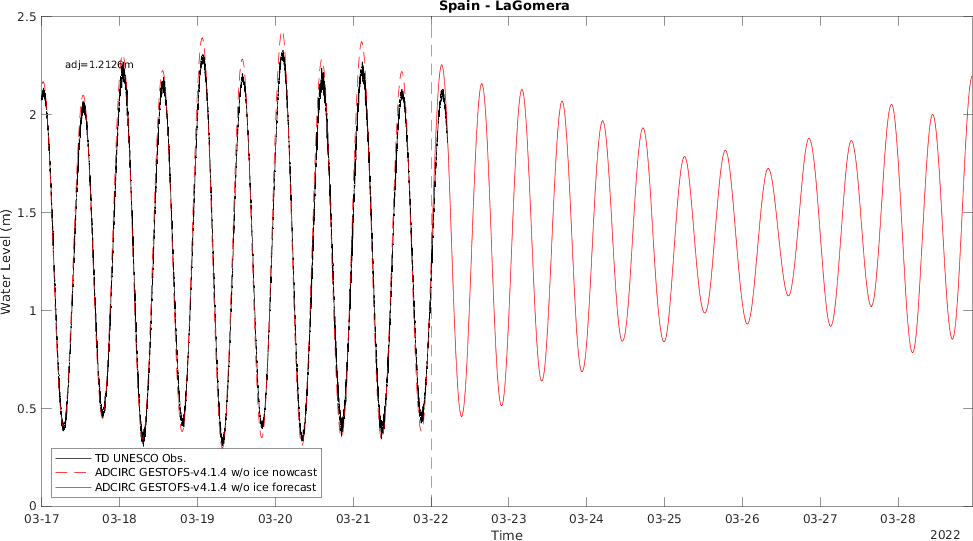 Spain - LaGomera
2.5
adj=1.2126m
2
1.5
Water Level (m)
1
0.5
TD UNESCO Obs.
ADCIRC GESTOFS-v4.1.4 w/o ice nowcast
ADCIRC GESTOFS-v4.1.4 w/o ice forecast
0
03-17 03-18 03-19 03-20 03-21 03-22 03-23 03-24 03-25 03-26 03-27 03-28
Time
2022